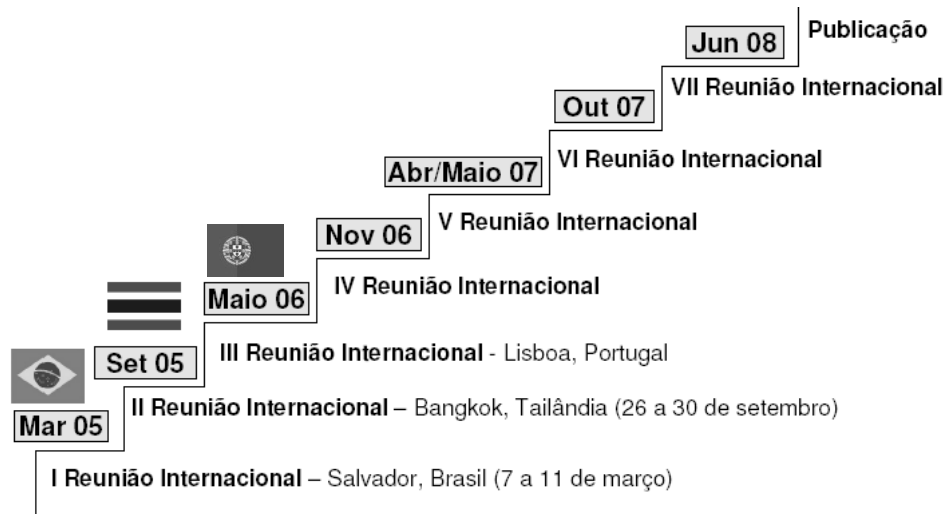 Publicação
Jun 08
VII Reunião Internacional
Out 07
VI Reunião Internacional
Abr/Maio 07
V Reunião Internacional
Nov 06
IV Reunião Internacional
Maio 06
III Reunião Internacional - Lisboa, Portugal
Set 05
II Reunião Internacional – Bangkok, Tailândia (26 a 30 de setembro)
Mar 05
I Reunião Internacional – Salvador, Brasil (7 a 11 de março)